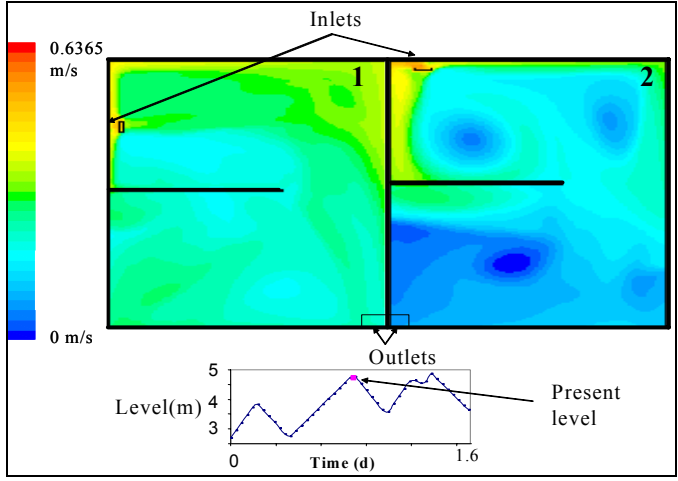 Inlets
0.6365
m/s
1
2
0 m/s
Outlets
5
4
3
Level(m)
Present
level
0
1.6
Time (d)